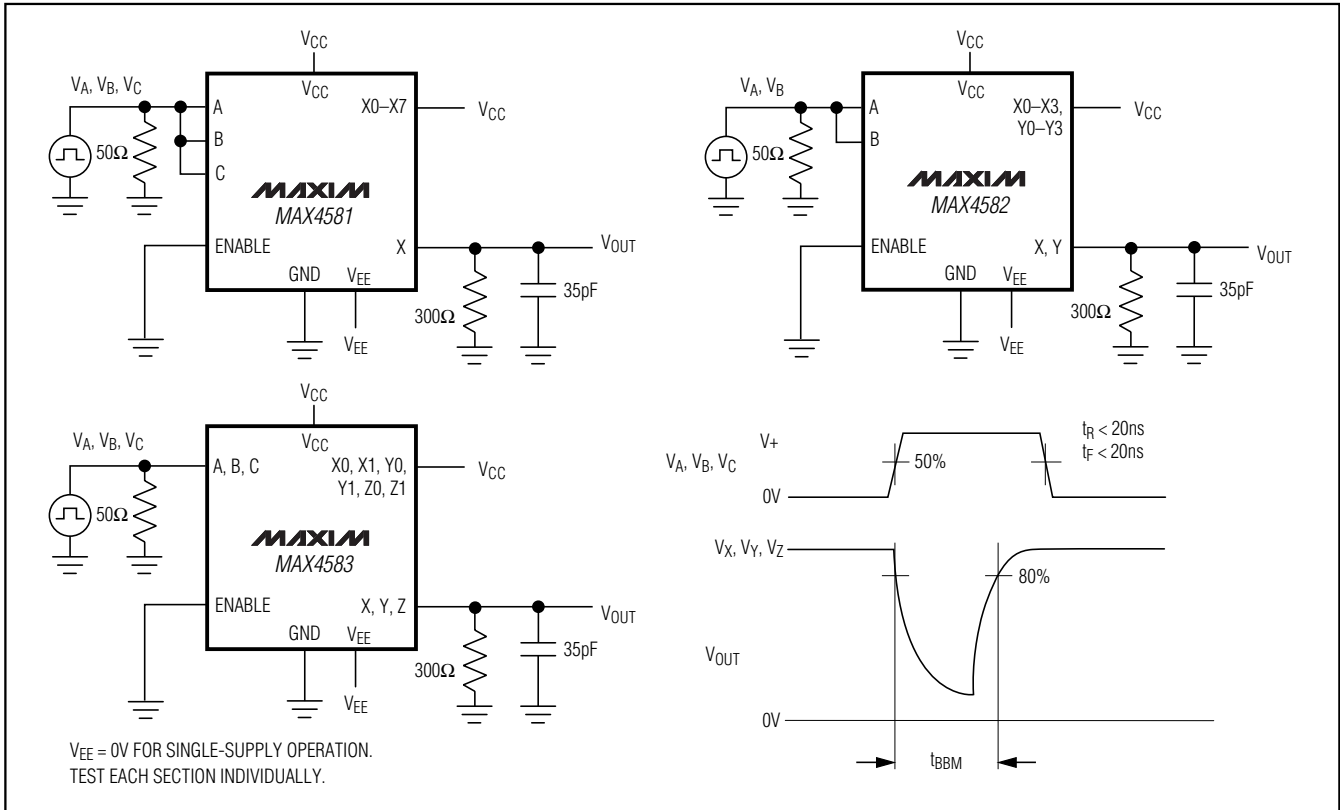 VCC
VA, VB, VC
VCC
A
X0–X7
VCC
B
50Ω
C
MAXIM
MAX4581
ENABLE
X
VOUT
GND
VEE
35pF
300Ω
VEE
VCC
VA, VB
VCC
A
X0–X3,
Y0–Y3
VCC
B
50Ω
MAXIM
MAX4582
ENABLE
X, Y
VOUT
GND
VEE
35pF
300Ω
VEE
VCC
VA, VB, VC
VCC
A, B, C
X0, X1, Y0,
Y1, Z0, Z1
VCC
50Ω
MAXIM
MAX4583
ENABLE
X, Y, Z
VOUT
GND
VEE
35pF
300Ω
VEE
VEE = 0V FOR SINGLE-SUPPLY OPERATION.
TEST EACH SECTION INDIVIDUALLY.
V+
tR < 20ns
tF < 20ns
VA, VB, VC
50%
0V
VX, VY, VZ
80%
VOUT
0V
tBBM